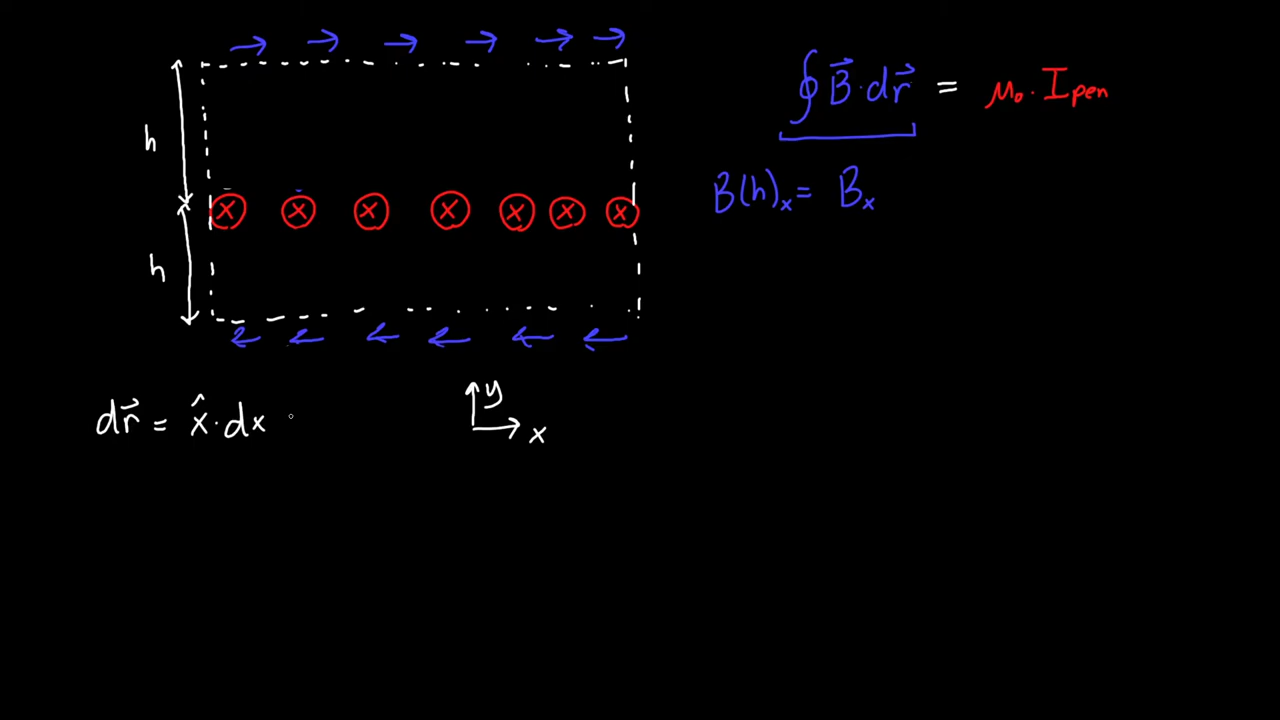 ∮ B⃗ · dr⃗ = μ₀ · I_pen
h
B(h)ₓ = Bₓ
⊗ ⊗ ⊗ ⊗ ⊗ ⊗ ⊗
h
y
dr⃗ = x̂ · dx
x